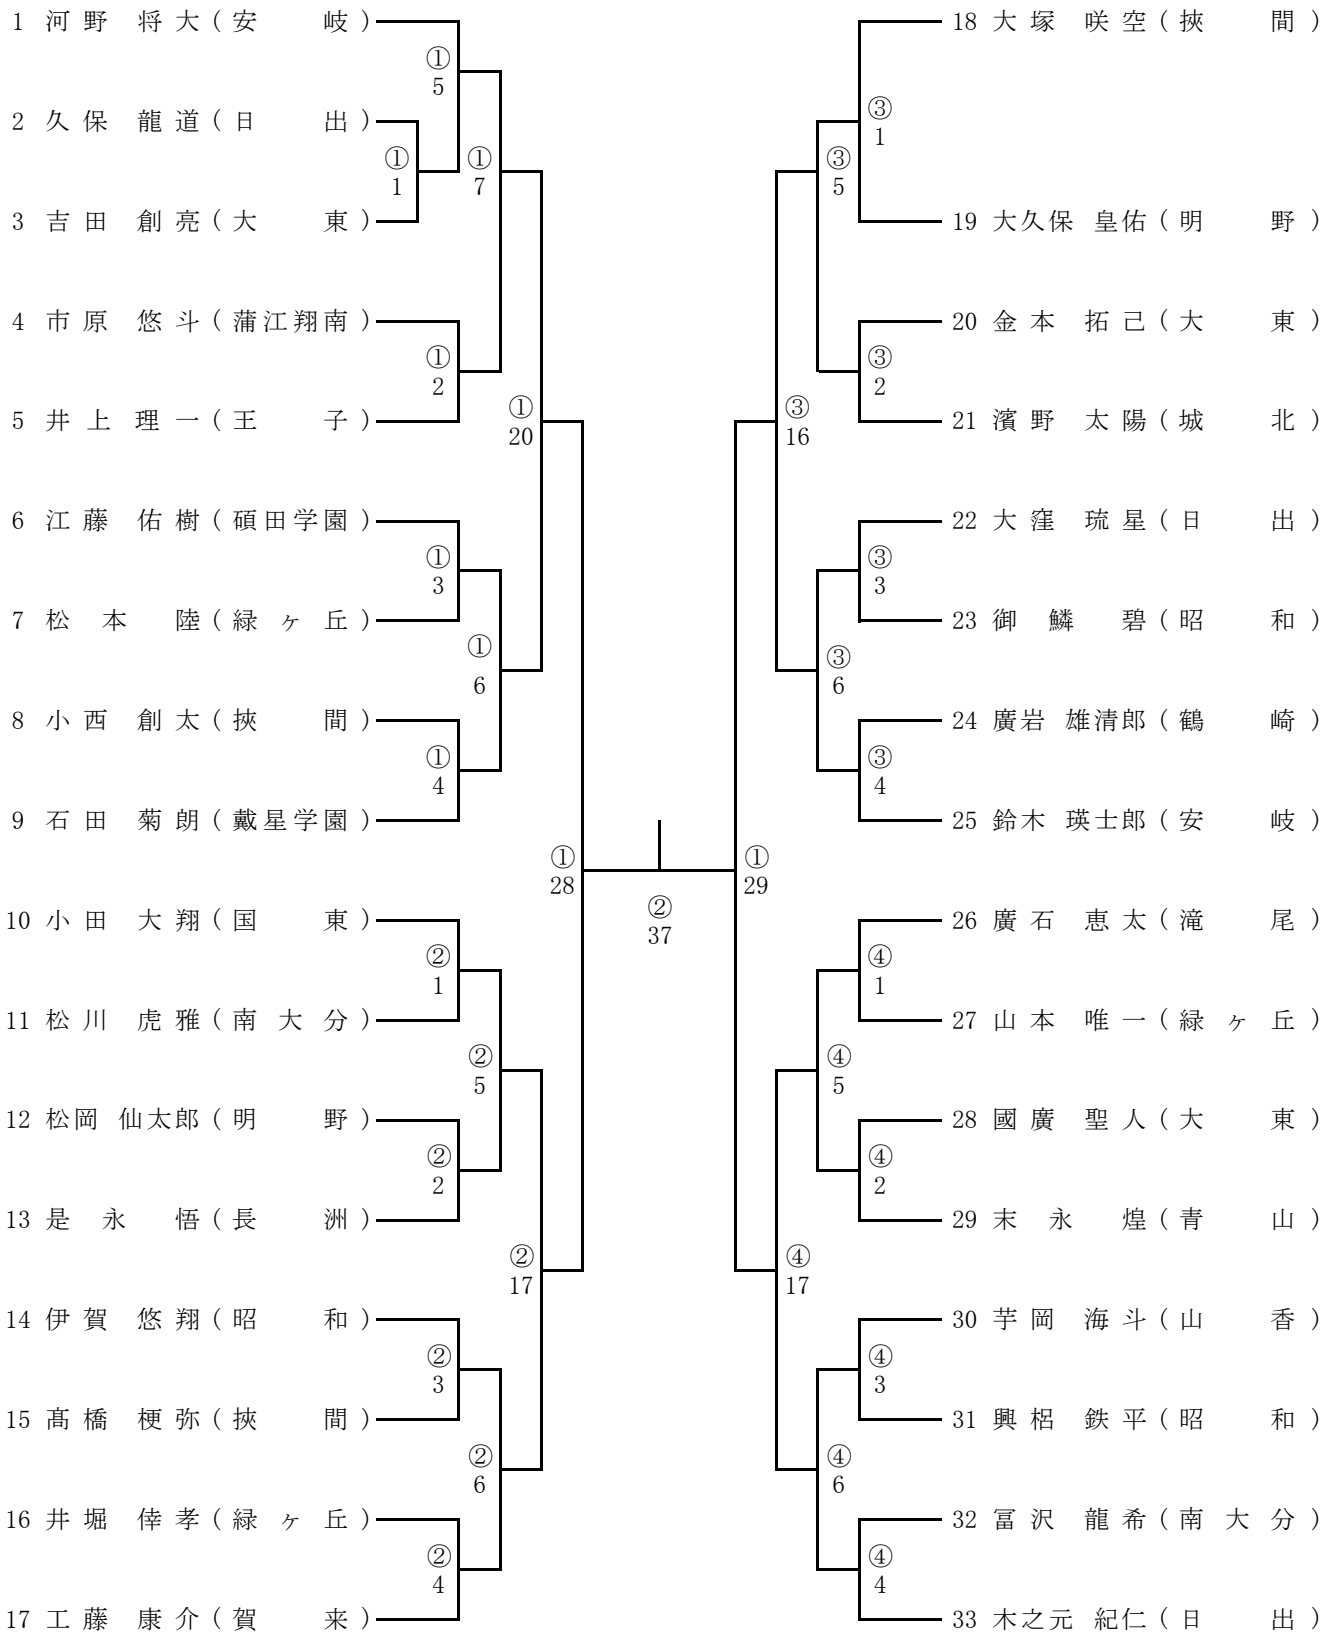 1 河野 将大(安岐)
① 5
2 久保 龍道(日出)
① 1
① 7
3 吉田 創亮(大東)
4 市原 悠斗(蒲江翔南)
① 2
5 井上 理一(王子)
① 20
6 江藤 佑樹(碩田学園)
① 3
7 松本 陸(緑ヶ丘)
① 6
8 小西 創太(挾間)
① 4
9 石田 菊朗(戴星学園)
① 28
10 小田 大翔(国東)
② 1
11 松川 虎雅(南大分)
② 5
12 松岡 仙太郎(明野)
② 2
13 是永 悟(長洲)
② 17
14 伊賀 悠翔(昭和)
② 3
15 髙橋 梗弥(挾間)
② 6
16 井堀 倖孝(緑ヶ丘)
② 4
17 工藤 康介(賀来)
② 37
18 大塚 咲空(挾間)
③ 1
③ 5
19 大久保 皇佑(明野)
20 金本 拓己(大東)
③ 2
21 濱野 太陽(城北)
③ 16
22 大窪 琉星(日出)
③ 3
23 御鱗 碧(昭和)
③ 6
24 廣岩 雄清郎(鶴崎)
③ 4
25 鈴木 瑛士郎(安岐)
① 29
26 廣石 恵太(滝尾)
④ 1
27 山本 唯一(緑ヶ丘)
④ 5
28 國廣 聖人(大東)
④ 2
29 末永 煌(青山)
④ 17
30 芋岡 海斗(山香)
④ 3
31 興梠 鉄平(昭和)
④ 6
32 冨沢 龍希(南大分)
④ 4
33 木之元 紀仁(日出)